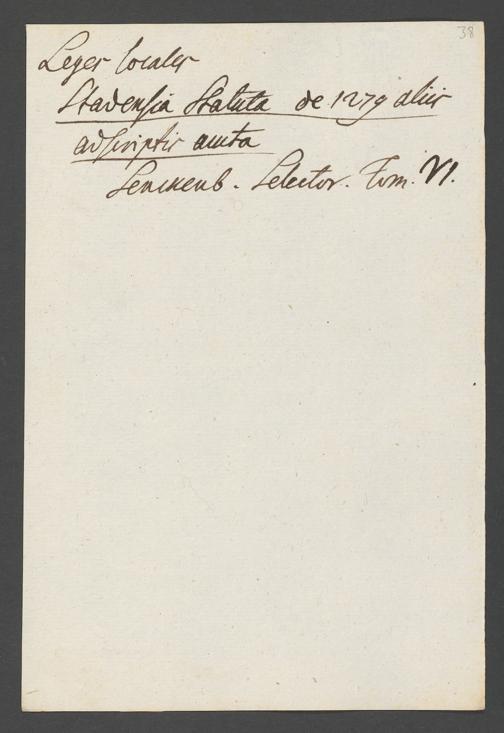 38
Leges locales
Stadensia Statuta de 1279 aliis
adscriptis aucta
Senckenb. Selector. Tom. VI.